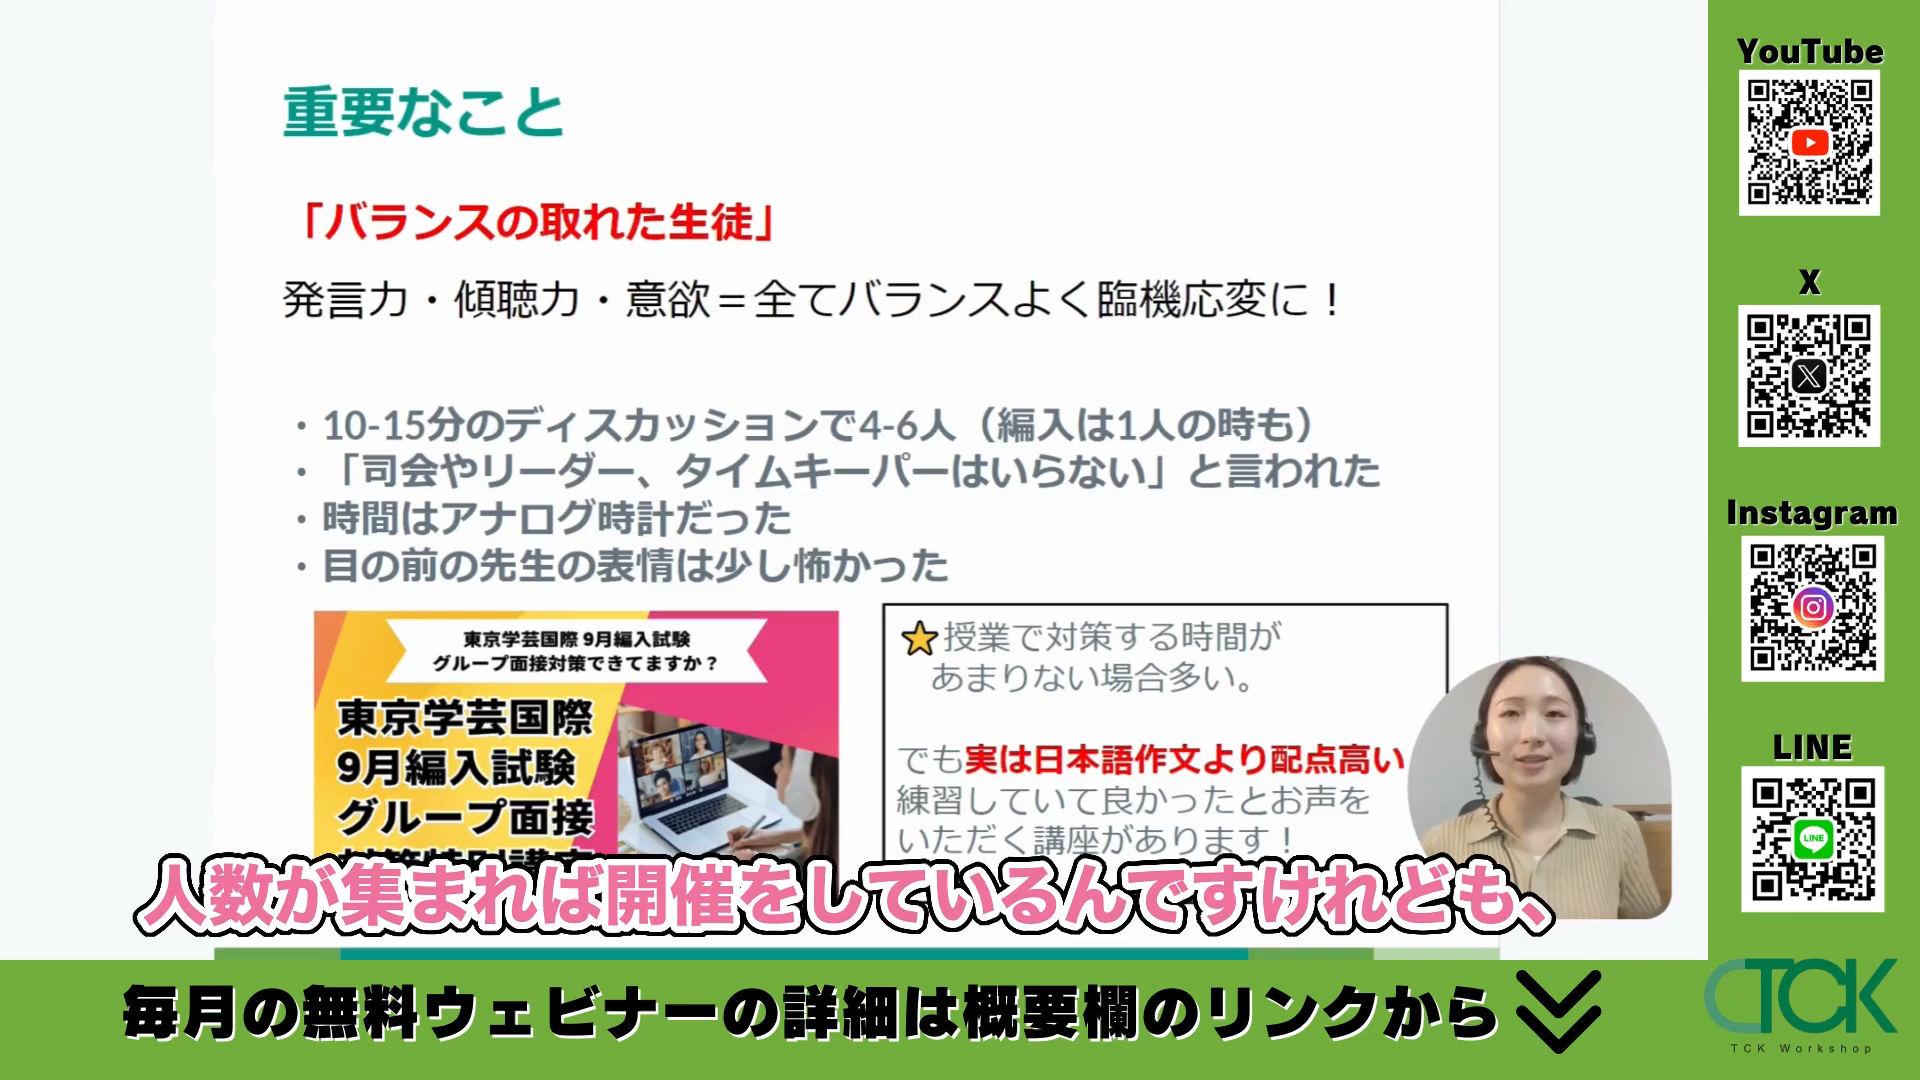 重要なこと
「バランスの取れた生徒」
発言力・傾聴力・意欲＝全てバランスよく臨機応変に！
・10-15分のディスカッションで4-6人（編入は1人の時も）
・「司会やリーダー、タイムキーパーはいらない」と言われた
・時間はアナログ時計だった
・目の前の先生の表情は少し怖かった
東京学芸国際 9月編入試験
グループ面接対策できてますか？
東京学芸国際
9月編入試験
グループ面接
⭐授業で対策する時間が
あまりない場合多い。
でも実は日本語作文より配点高い
練習していて良かったとお声を
いただく講座があります！
人数が集まれば開催をしているんですけれども、
毎月の無料ウェビナーの詳細は概要欄のリンクから
YouTube
X
Instagram
LINE
LINE
TCK
TCK Workshop